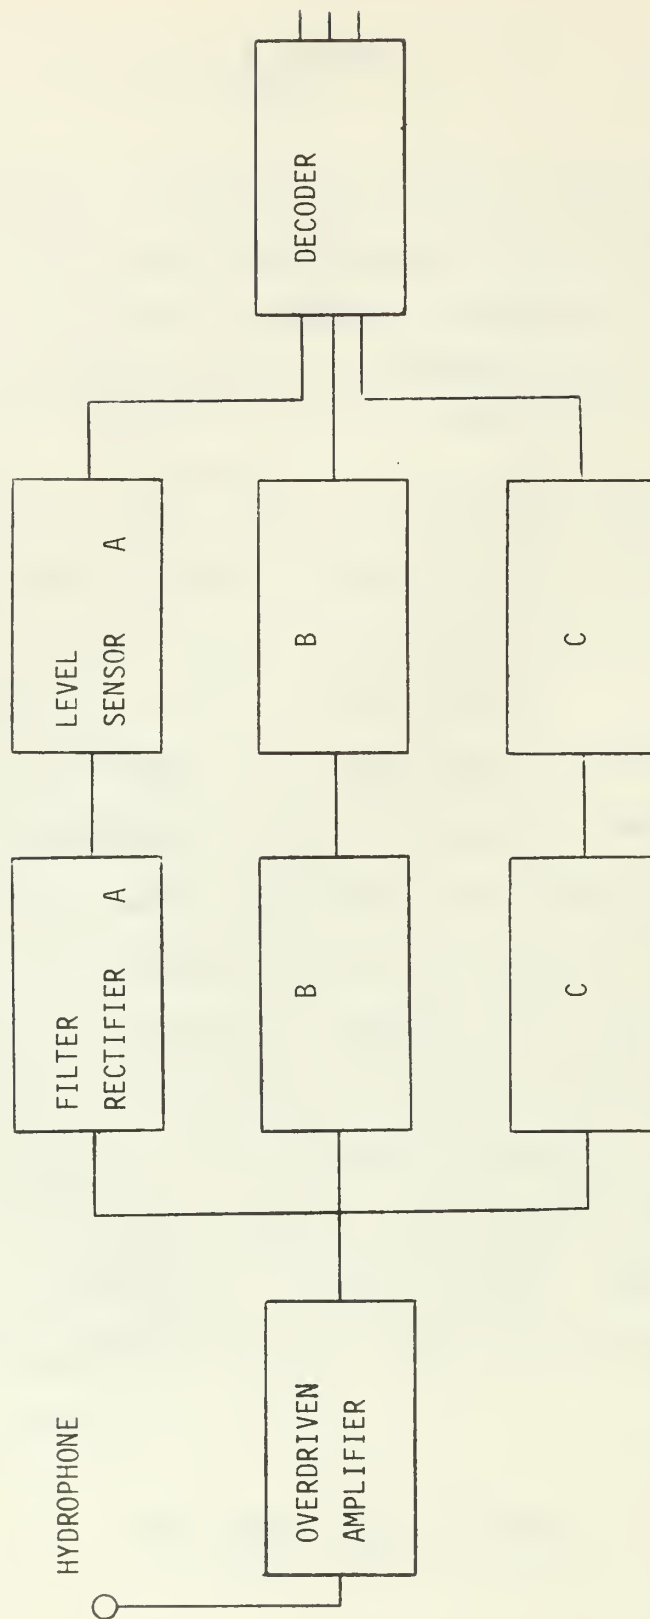 HYDROPHONE
OVERDRIVEN
AMPLIFIER
FILTER
RECTIFIER A
B
C
LEVEL
SENSOR A
B
C
DECODER